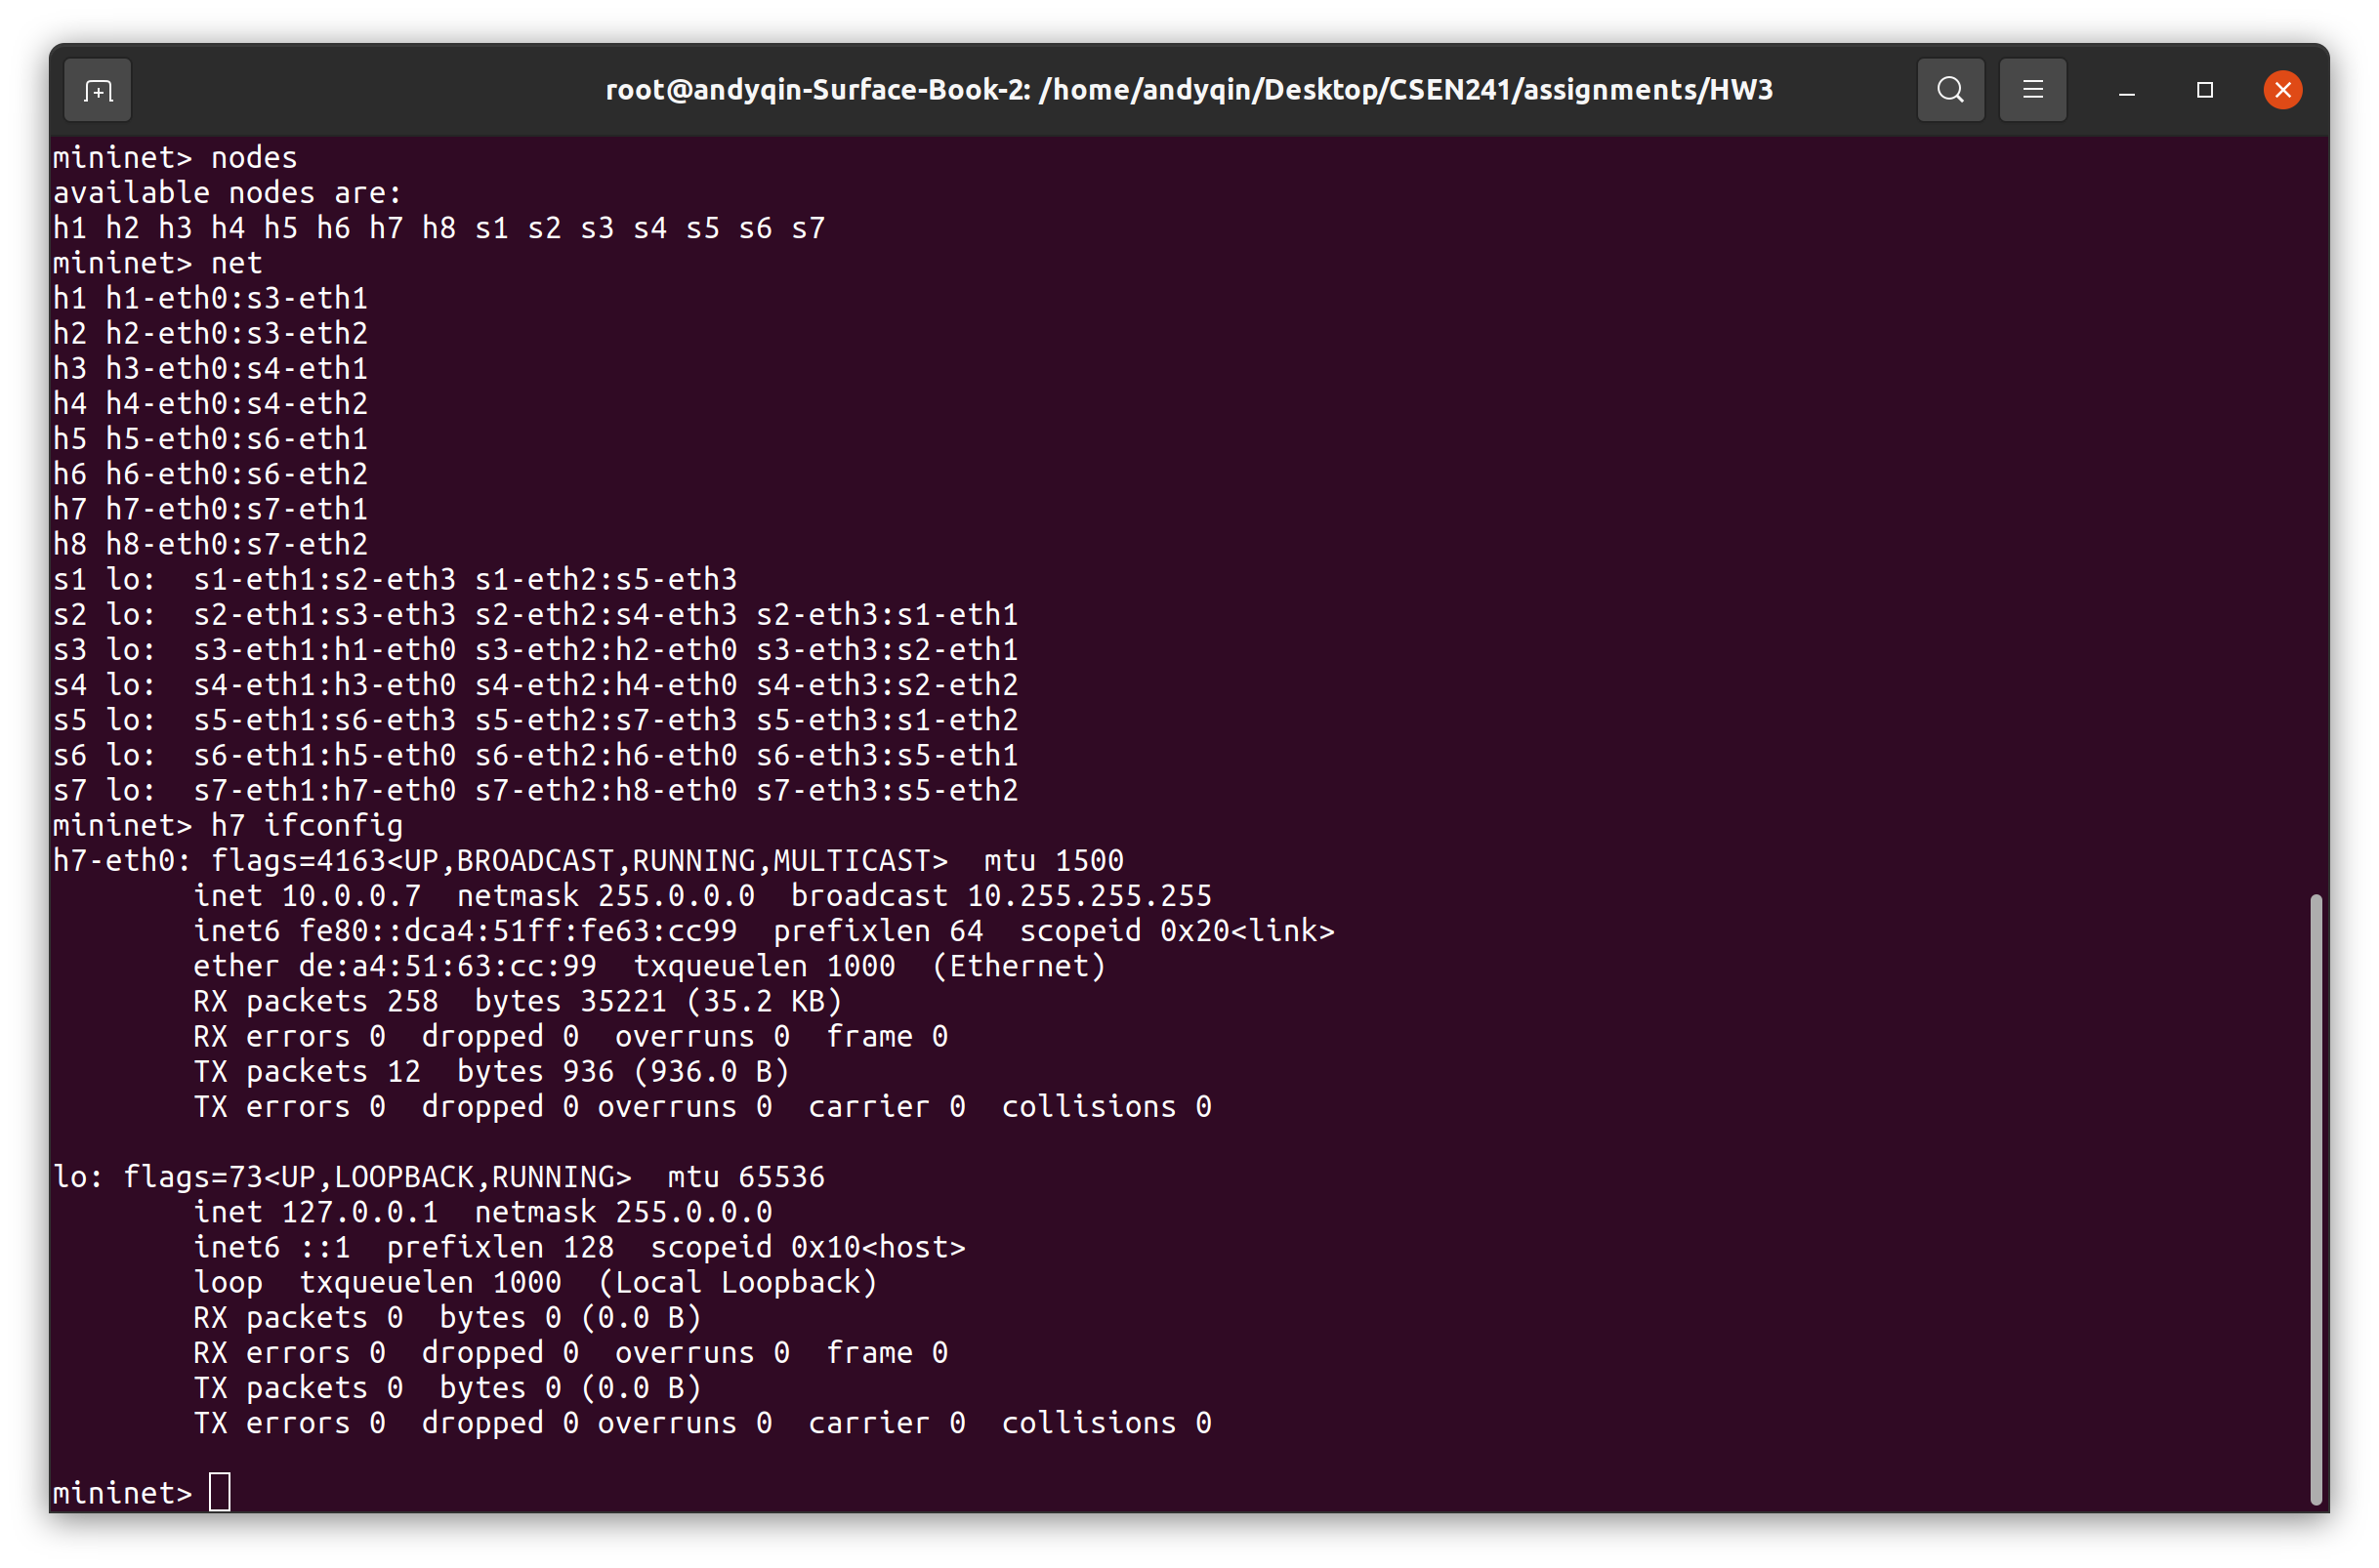 root@andyqin-Surface-Book-2: /home/andyqin/Desktop/CSEN241/assignments/HW3
mininet> nodes
available nodes are:
h1 h2 h3 h4 h5 h6 h7 h8 s1 s2 s3 s4 s5 s6 s7
mininet> net
h1 h1-eth0:s3-eth1
h2 h2-eth0:s3-eth2
h3 h3-eth0:s4-eth1
h4 h4-eth0:s4-eth2
h5 h5-eth0:s6-eth1
h6 h6-eth0:s6-eth2
h7 h7-eth0:s7-eth1
h8 h8-eth0:s7-eth2
s1 lo:  s1-eth1:s2-eth3 s1-eth2:s5-eth3
s2 lo:  s2-eth1:s3-eth3 s2-eth2:s4-eth3 s2-eth3:s1-eth1
s3 lo:  s3-eth1:h1-eth0 s3-eth2:h2-eth0 s3-eth3:s2-eth1
s4 lo:  s4-eth1:h3-eth0 s4-eth2:h4-eth0 s4-eth3:s2-eth2
s5 lo:  s5-eth1:s6-eth3 s5-eth2:s7-eth3 s5-eth3:s1-eth2
s6 lo:  s6-eth1:h5-eth0 s6-eth2:h6-eth0 s6-eth3:s5-eth1
s7 lo:  s7-eth1:h7-eth0 s7-eth2:h8-eth0 s7-eth3:s5-eth2
mininet> h7 ifconfig
h7-eth0: flags=4163<UP,BROADCAST,RUNNING,MULTICAST>  mtu 1500
        inet 10.0.0.7  netmask 255.0.0.0  broadcast 10.255.255.255
        inet6 fe80::dca4:51ff:fe63:cc99  prefixlen 64  scopeid 0x20<link>
        ether de:a4:51:63:cc:99  txqueuelen 1000  (Ethernet)
        RX packets 258  bytes 35221 (35.2 KB)
        RX errors 0  dropped 0  overruns 0  frame 0
        TX packets 12  bytes 936 (936.0 B)
        TX errors 0  dropped 0 overruns 0  carrier 0  collisions 0

lo: flags=73<UP,LOOPBACK,RUNNING>  mtu 65536
        inet 127.0.0.1  netmask 255.0.0.0
        inet6 ::1  prefixlen 128  scopeid 0x10<host>
        loop  txqueuelen 1000  (Local Loopback)
        RX packets 0  bytes 0 (0.0 B)
        RX errors 0  dropped 0  overruns 0  frame 0
        TX packets 0  bytes 0 (0.0 B)
        TX errors 0  dropped 0 overruns 0  carrier 0  collisions 0

mininet>